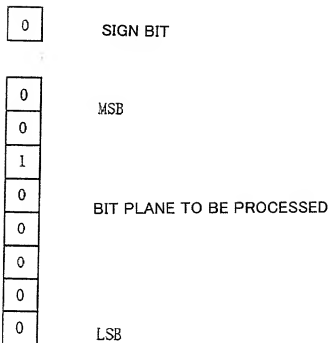 0 SIGN BIT
0 MSB
0
1
0 BIT PLANE TO BE PROCESSED
0
0
0
0 LSB